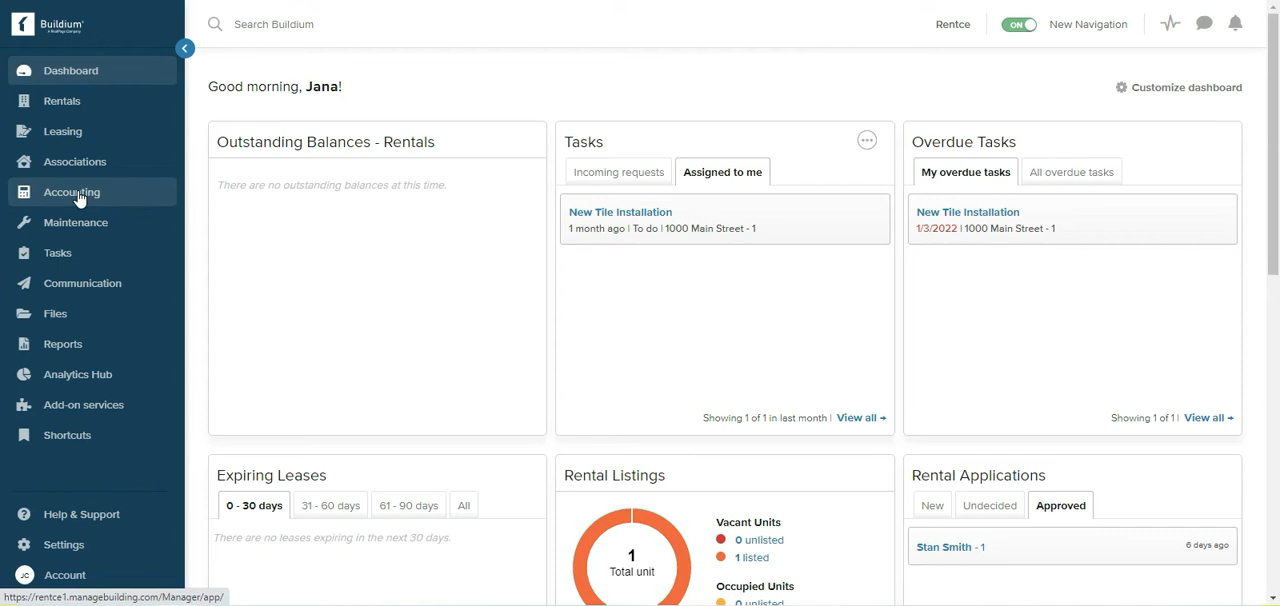 Buildium®
A RealPage Company
Search Buildium
Rentce
ON
New Navigation
Dashboard
Rentals
Leasing
Associations
Accounting
Maintenance
Tasks
Communication
Files
Reports
Analytics Hub
Add-on services
Shortcuts
Help & Support
Settings
JC
Account
https://rentce1.managebuilding.com/Manager/app/
Good morning, Jana!
Customize dashboard
Outstanding Balances - Rentals
There are no outstanding balances at this time.
Tasks
Incoming requests
Assigned to me
New Tile Installation
1 month ago | To do | 1000 Main Street - 1
Showing 1 of 1 in last month | View all →
Overdue Tasks
My overdue tasks
All overdue tasks
New Tile Installation
1/3/2022 | 1000 Main Street - 1
Showing 1 of 1 | View all →
Expiring Leases
0 - 30 days
31 - 60 days
61 - 90 days
All
There are no leases expiring in the next 30 days.
Rental Listings
1
Total unit
Vacant Units
0 unlisted
1 listed
Occupied Units
0 unlisted
Rental Applications
New
Undecided
Approved
Stan Smith - 1
6 days ago